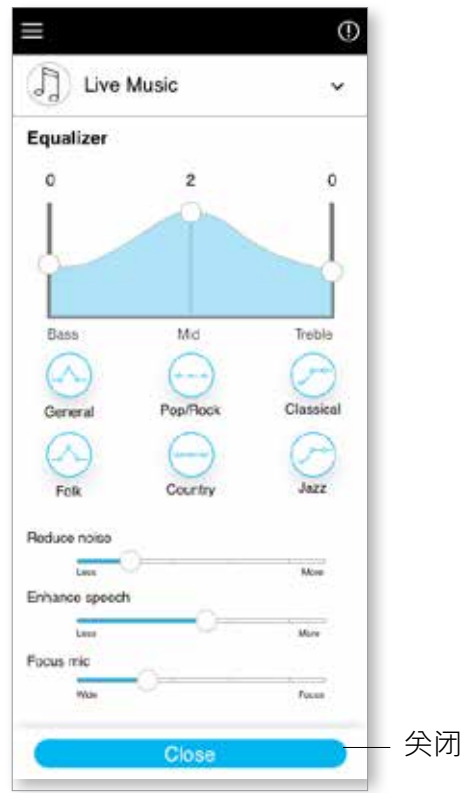 Live Music
Equalizer
0 2 0
Bass Mid Treble
General Pop/Rock Classical
Folk Country Jazz
Reduce noise
Less More
Enhance speech
Less More
Focus mic
Wide Focus
Close
关闭